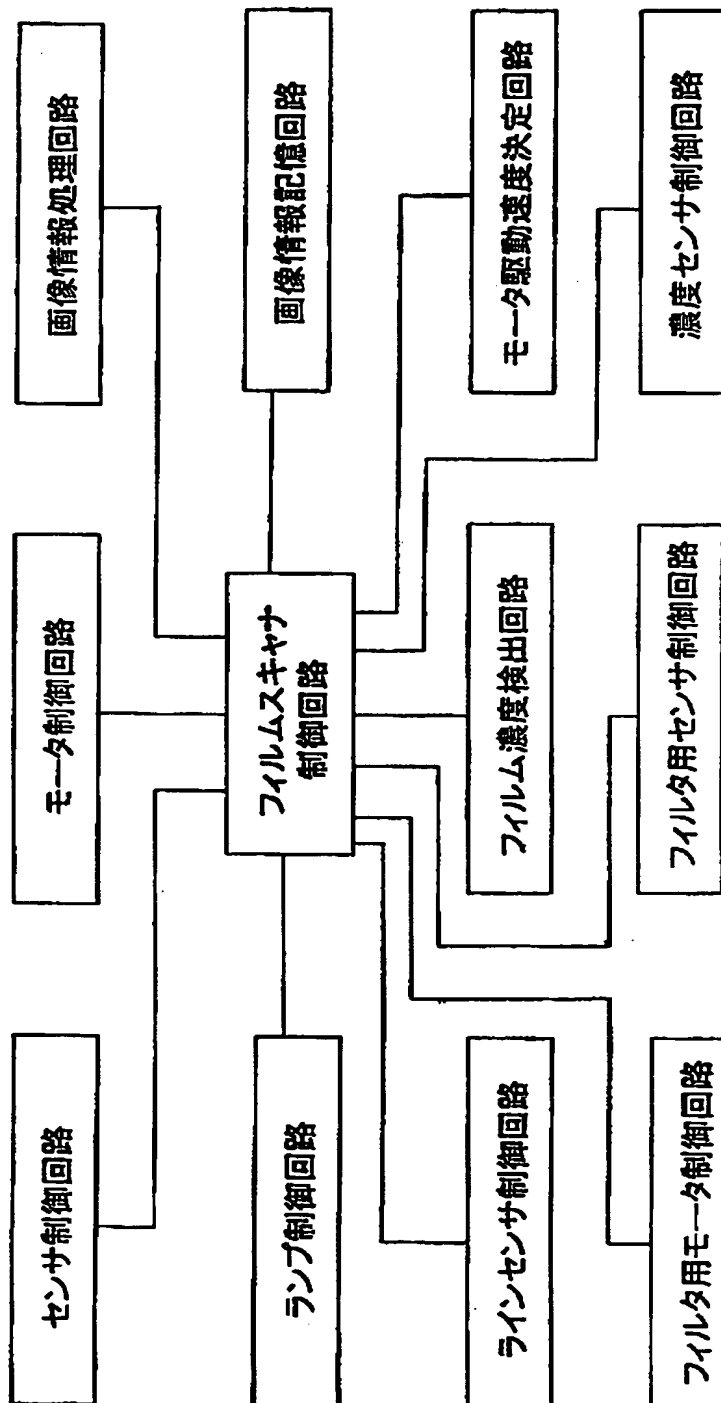 センサ制御回路
モータ制御回路
画像情報処理回路
ランプ制御回路
フィルムスキャナ
制御回路
画像情報記憶回路
ラインセンサ制御回路
フィルム濃度検出回路
モータ駆動速度決定回路
フィルタ用モータ制御回路
フィルタ用センサ制御回路
濃度センサ制御回路